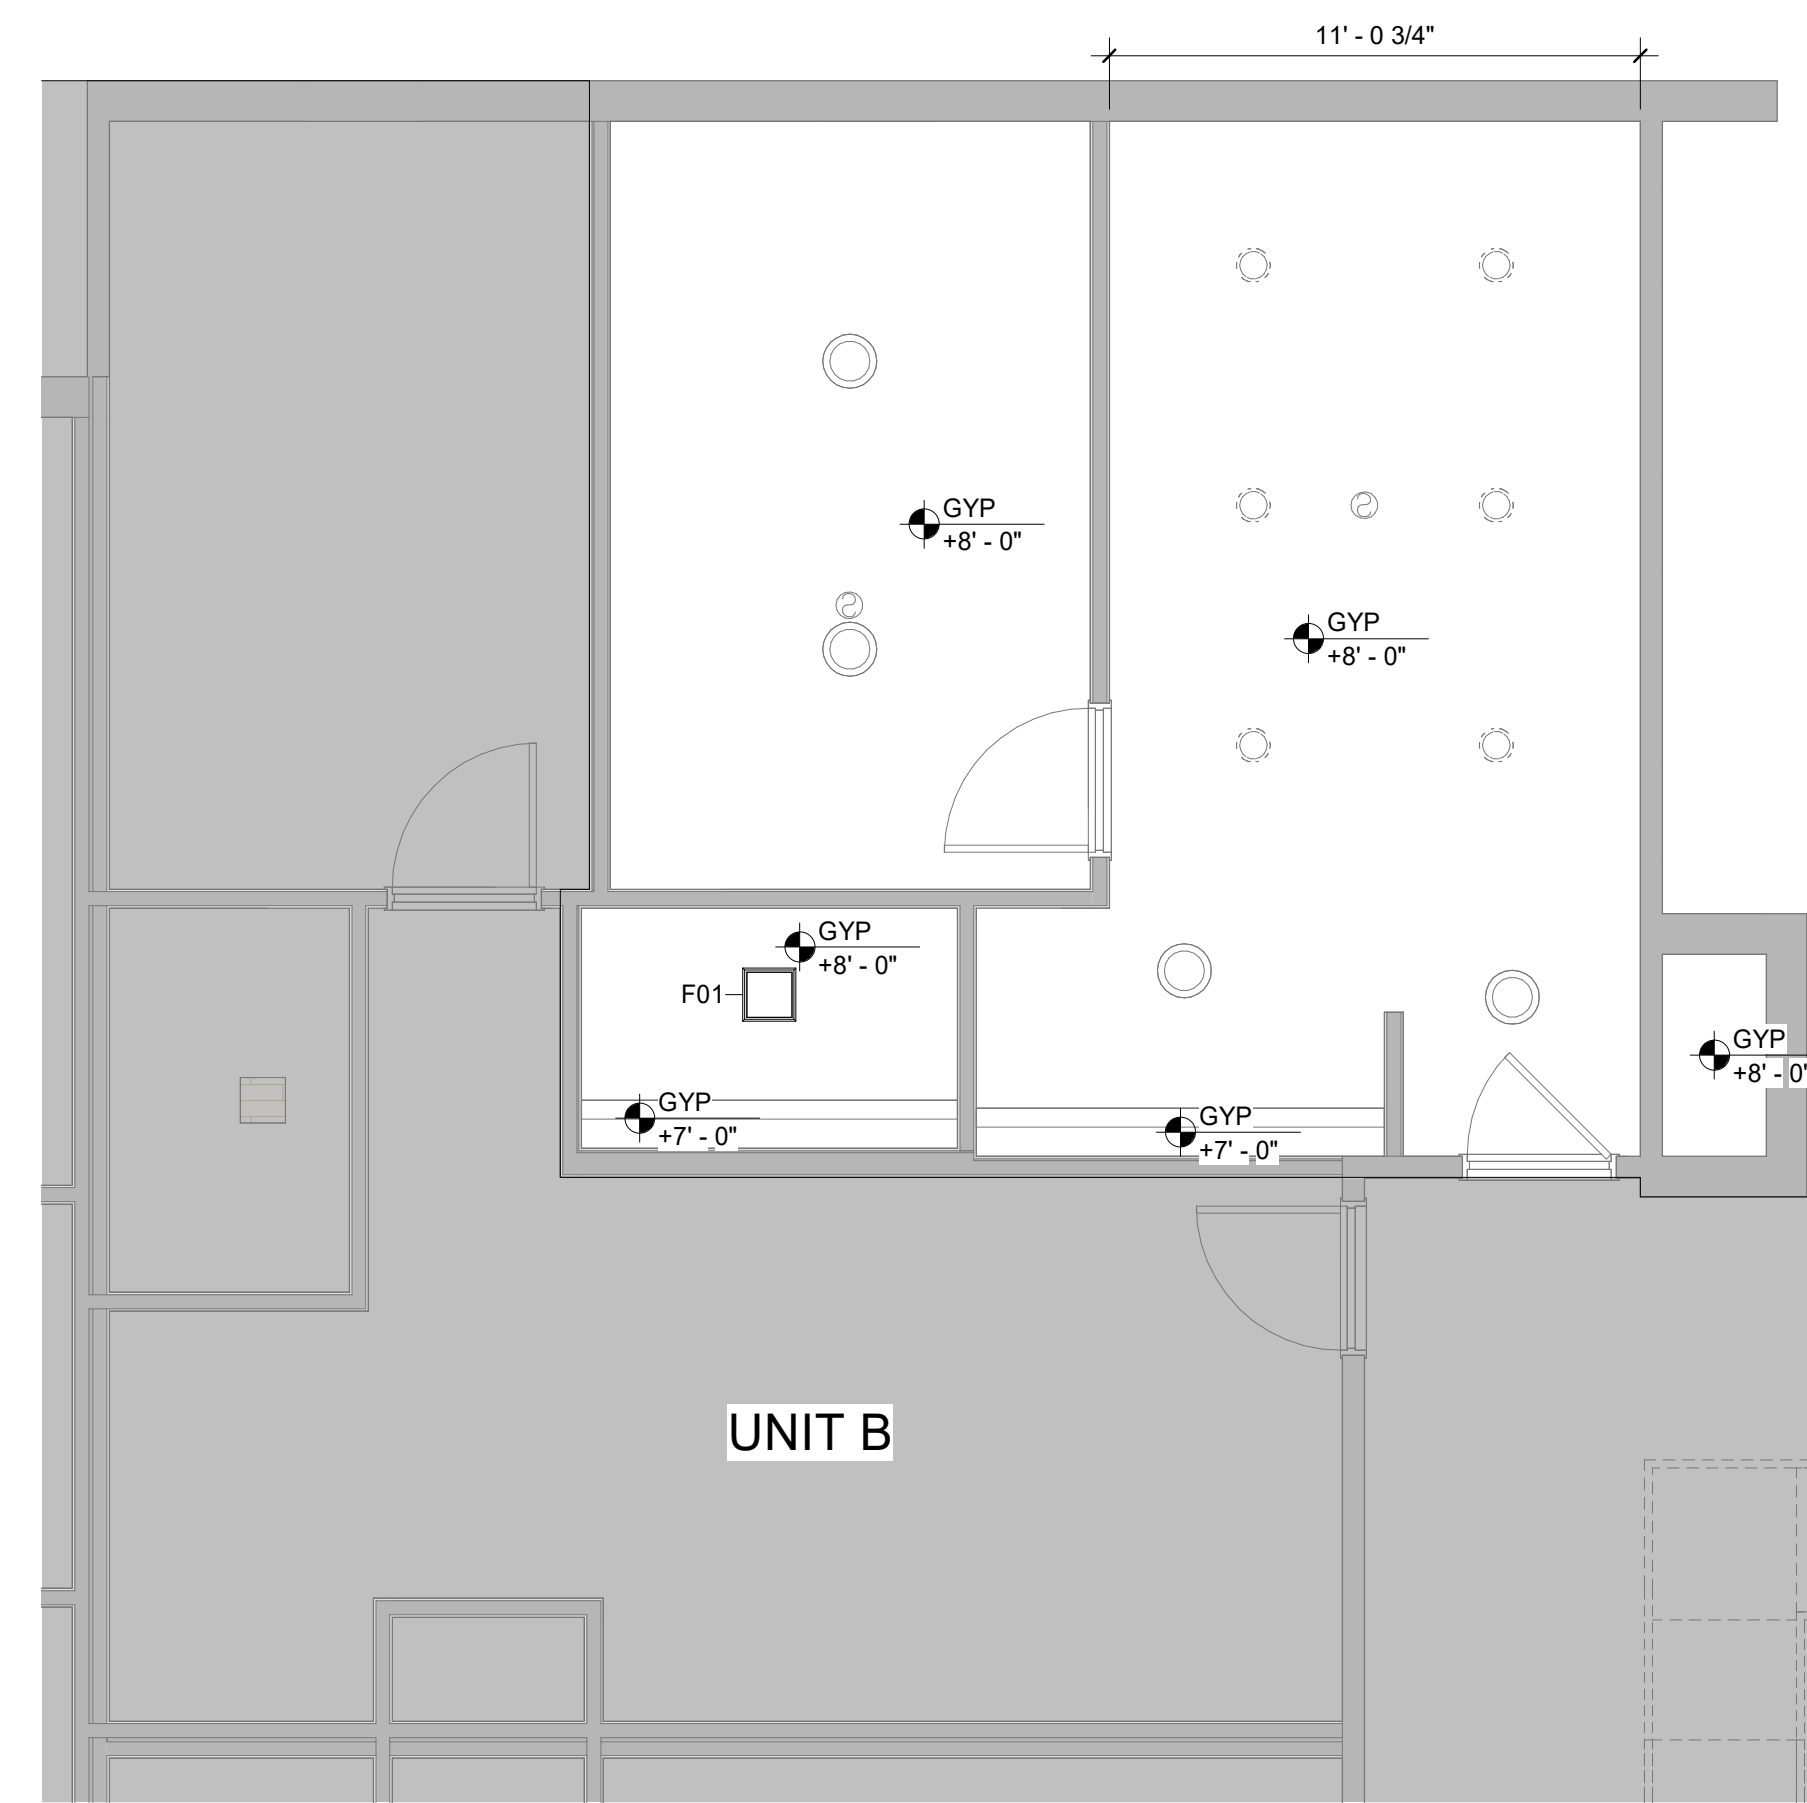 11' - 0 3/4"
GYP
+8' - 0"
GYP
+8' - 0"
GYP
+8' - 0"
F01
GYP
+8' - 0"
GYP
+7' - 0"
GYP
+7' - 0"
UNIT B